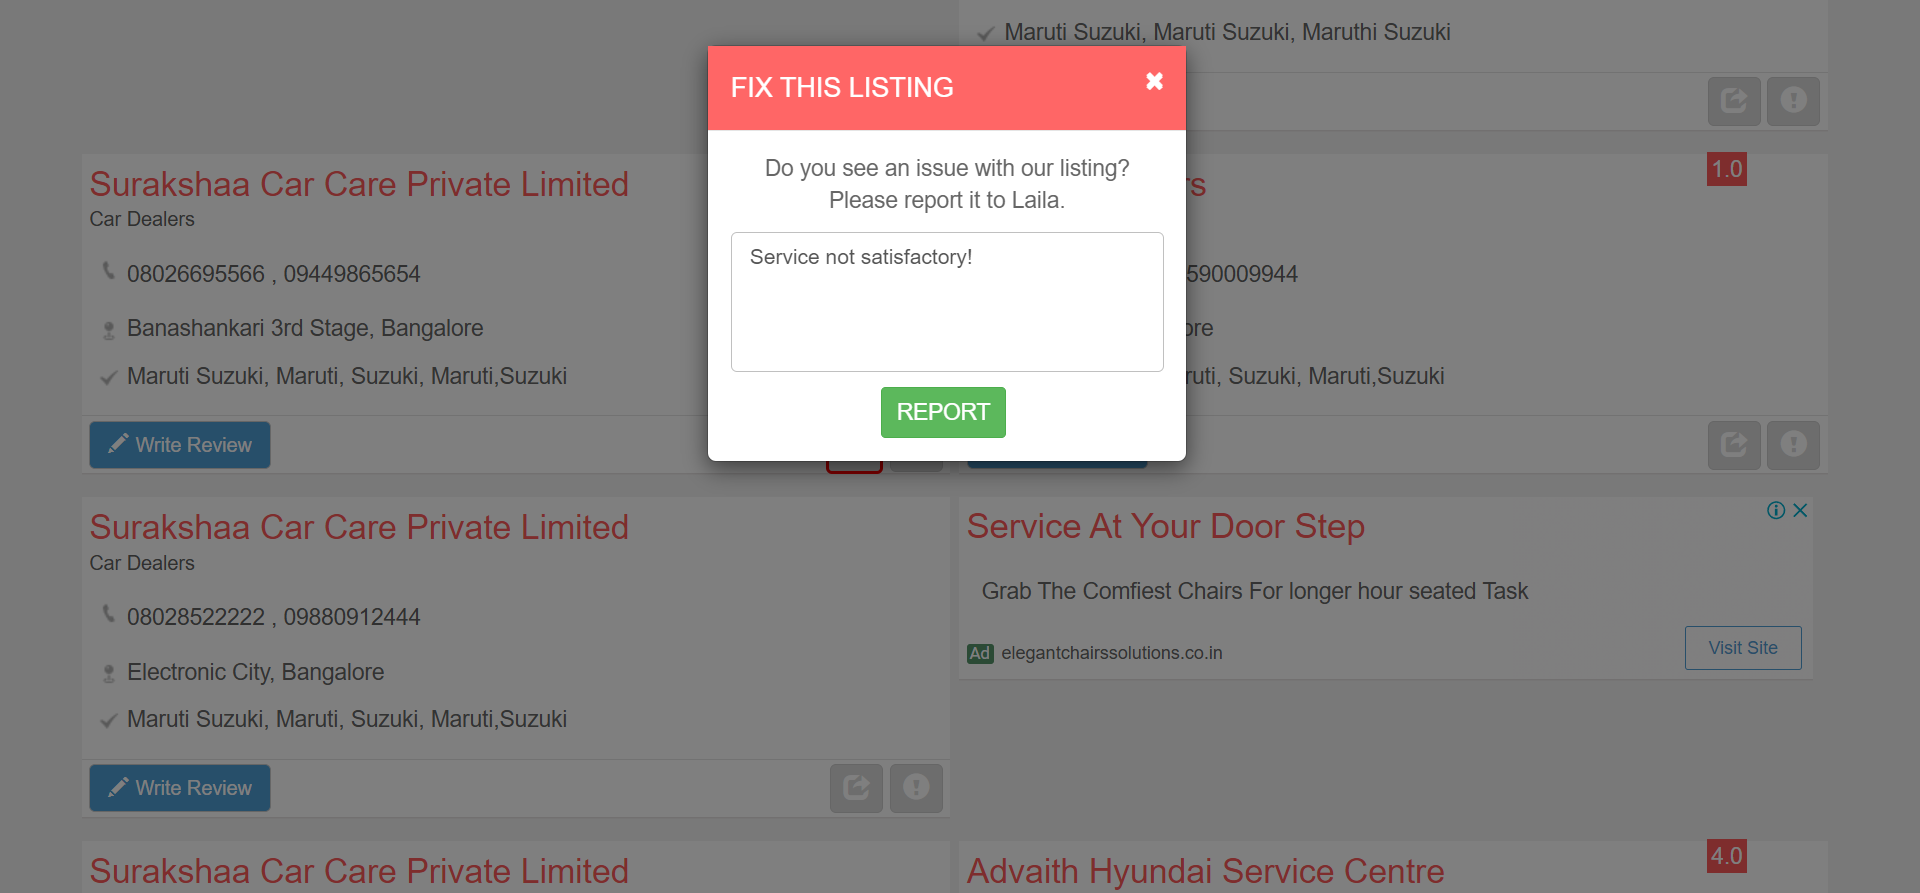 Maruti Suzuki, Maruti Suzuki, Maruthi Suzuki
FIX THIS LISTING
Do you see an issue with our listing?
Please report it to Laila.
Service not satisfactory!
REPORT
Surakshaa Car Care Private Limited
Car Dealers
08026695566 , 09449865654
Banashankari 3rd Stage, Bangalore
Maruti Suzuki, Maruti, Suzuki, Maruti,Suzuki
Write Review
1.0
590009944
Suzuki, Maruti,Suzuki
Surakshaa Car Care Private Limited
Car Dealers
08028522222 , 09880912444
Electronic City, Bangalore
Maruti Suzuki, Maruti, Suzuki, Maruti,Suzuki
Write Review
Service At Your Door Step
Grab The Comfiest Chairs For longer hour seated Task
Ad elegantchairssolutions.co.in
Visit Site
Surakshaa Car Care Private Limited
Advaith Hyundai Service Centre
4.0